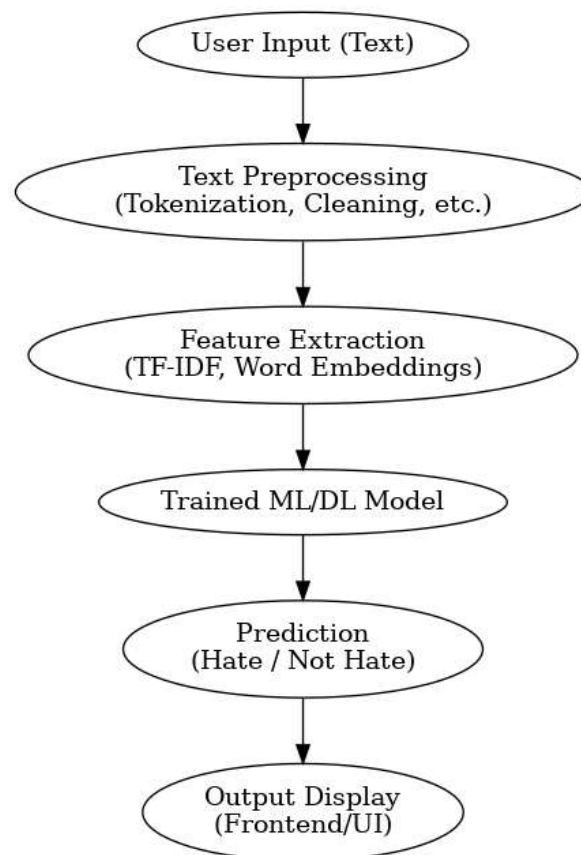 User Input (Text)
Text Preprocessing
(Tokenization, Cleaning, etc.)
Feature Extraction
(TF-IDF, Word Embeddings)
Trained ML/DL Model
Prediction
(Hate / Not Hate)
Output Display
(Frontend/UI)